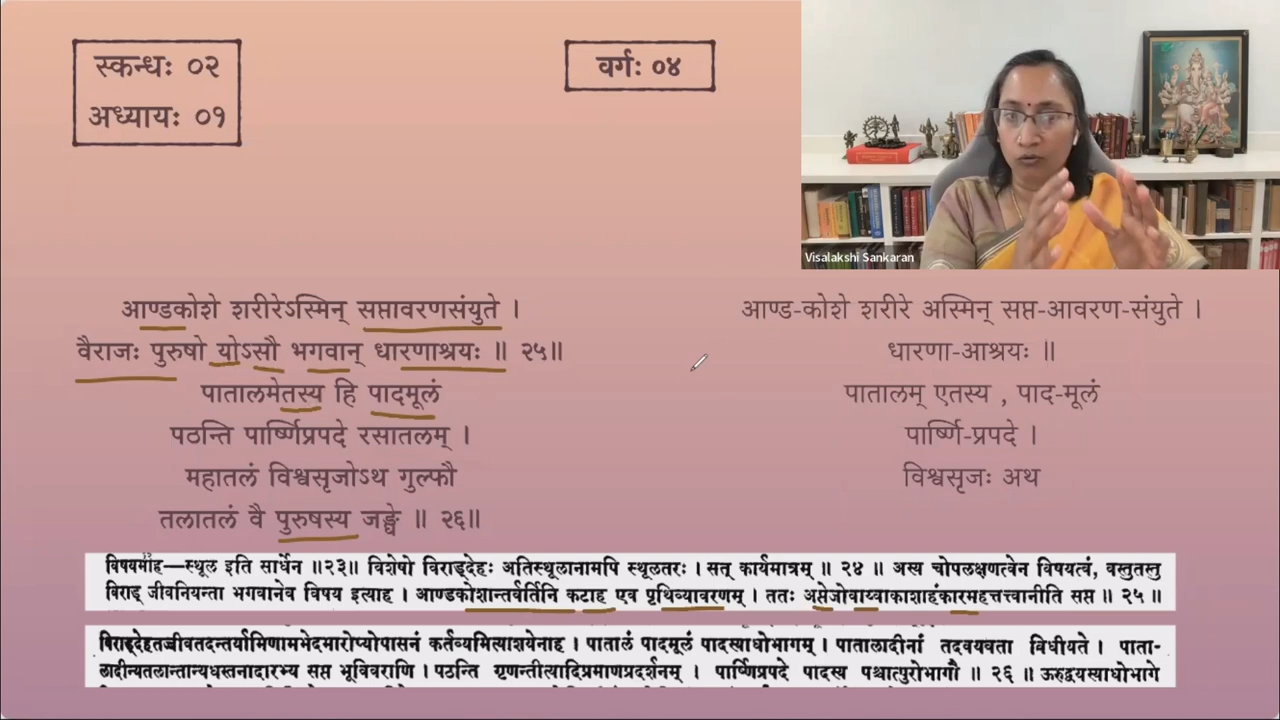 स्कन्धः ०२
अध्यायः ०१
वर्गः ०४
Visalakshi Sankaran
आण्डकोशे शरीरेऽस्मिन् सप्तावरणसंयुते ।
वैराजः पुरुषो योऽसौ भगवान् धारणाश्रयः ॥ २५॥
पातालमेतस्य हि पादमूलं
पठन्ति पार्ष्णिप्रपदे रसातलम् ।
महातलं विश्वसृजोऽथ गुल्फौ
तलातलं वै पुरुषस्य जङ्घे ॥ २६॥
आण्ड-कोशे शरीरे अस्मिन् सप्त-आवरण-संयुते ।
धारणा-आश्रयः ॥
पातालम् एतस्य , पाद-मूलं
पार्ष्णि-प्रपदे ।
विश्वसृजः अथ
विषयमाह—स्थूल इति सार्धेन ॥२३॥ विशेषो विराड्देहः अतिस्थूलानामपि स्थूलतरः । सत् कार्यमात्रम् ॥ २४ ॥ अस्य चोपलक्षणत्वेन विषयत्वं, वस्तुतस्तु
विराड् जीवनियन्ता भगवानेव विषय इत्याह । आण्डकोशान्तर्वर्तिनि कटाह एव पृथिव्यावरणम् । ततः अप्तेजोवाय्वाकाशाहंकारमहत्तत्त्वानीति सप्त ॥ २५ ॥
विराड्देहतज्जीवतदन्तर्यामिणामभेदमारोप्योपासनं कर्तव्यमित्याशयेनाह । पातालं पादमूलं पादस्याधोभागम् । पातालादीनां तदवयवता विधीयते । पाता-
लादीन्यतलान्तान्यधस्तनादारभ्य सप्त भूविवराणि । पठन्ति गृणन्तीत्यादिप्रमाणप्रदर्शनम् । पार्ष्णिप्रपदे पादस्य पश्चात्पुरोभागौ ॥ २६ ॥ ऊरुद्वयस्याधोभागे